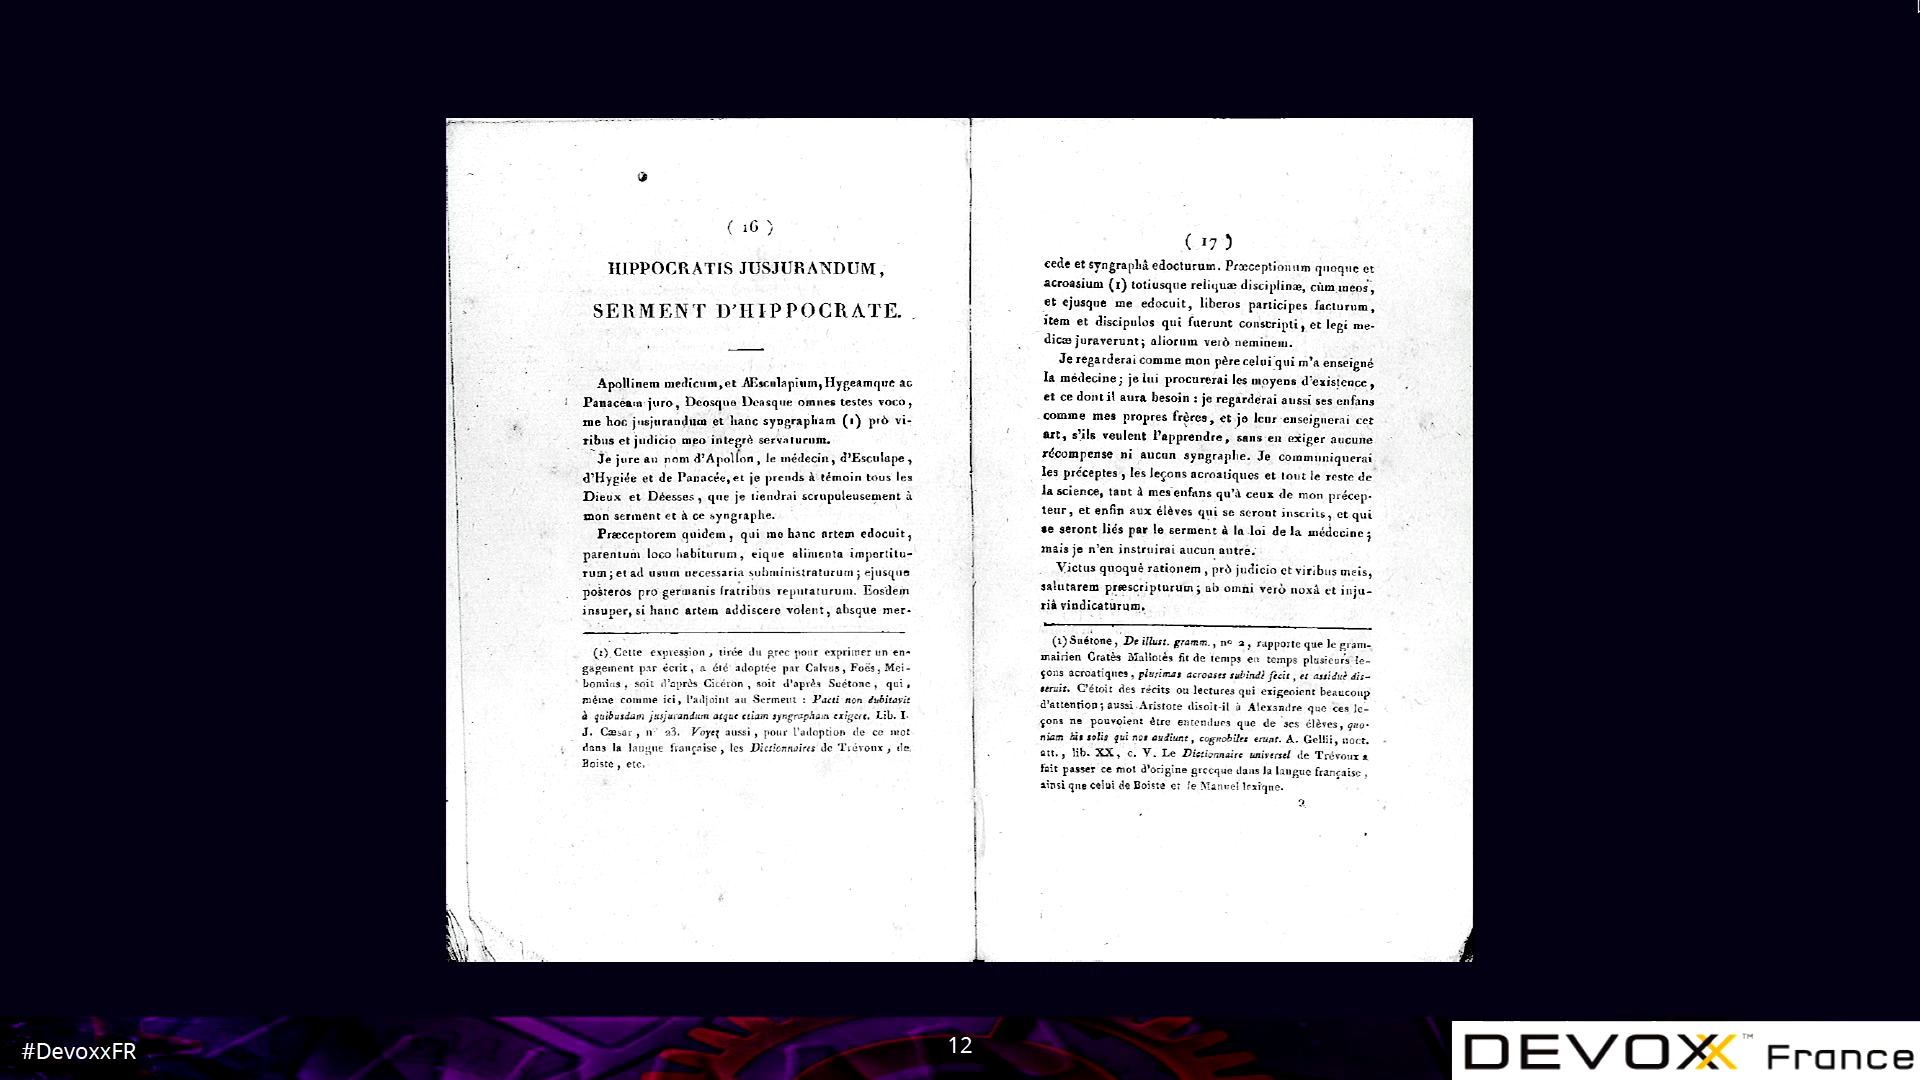 ( 16 )
HIPPOCRATIS JUSJURANDUM,
SERMENT D'HIPPOCRATE.
Apollinem medicum, et Æsculapium, Hygeamque ac
Panaceam juro, Deosque Deasque omnes testes voco,
me hoc jusjurandum et hanc syngrapham (1) prò vi-
ribus et judicio meo integrè servaturum.
Je jure au nom d'Apollon, le médecin, d'Esculape,
d'Hygiée et de Panacée, et je prends à témoin tous les
Dieux et Déesses, que je tiendrai scrupuleusement à
mon serment et à ce syngraphe.
Præceptorem quidem, qui me hanc artem edocuit,
parentum loco habiturum, eique alimenta impertitu-
rum; et ad usum necessaria subministraturum; ejusque
posteros pro germanis fratribus reputaturum. Eosdem
insuper, si hanc artem addiscere volent, absque mer-
(1) Cette expression, tirée du grec pour exprimer un en-
gagement par écrit, a été adoptée par Calvus, Foës, Mei-
bomius, soit d'après Cicéron, soit d'après Suétone, qui,
même comme ici, l'adjoint au Serment : Pacti non dubitavit
à quibusdam jusjurandum atque etiam syngrapham exigere. Lib. I.
J. Cæsar, n° 23. Voyez aussi, pour l'adoption de ce mot
dans la langue française, les Dictionnaires de Trévoux, de
Boiste, etc.
( 17 )
cede et syngraphâ edocturum. Præceptionum quoque et
acroasium (1) totiusque reliquæ disciplinæ, cùm meos,
et ejusque me edocuit, liberos participes facturum,
item et discipulos qui fuerunt conscripti, et legi me-
dicæ juraverunt; aliorum verò neminem.
Je regarderai comme mon père celui qui m'a enseigné
la médecine; je lui procurerai les moyens d'existence,
et ce dont il aura besoin : je regarderai aussi ses enfans
comme mes propres frères, et je leur enseignerai cet
art, s'ils veulent l'apprendre, sans en exiger aucune
récompense ni aucun syngraphe. Je communiquerai
les préceptes, les leçons acroatiques et tout le reste de
la science, tant à mes enfans qu'à ceux de mon précep-
teur, et enfin aux élèves qui se seront inscrits, et qui
se seront liés par le serment à la loi de la médecine;
mais je n'en instruirai aucun autre.
Victus quoquè rationem, prò judicio et viribus meis,
salutarem præscripturum; ab omni verò noxâ et inju-
riâ vindicaturum.
(1) Suétone, De illust. gramm., n° 2, rapporte que le gram-
mairien Cratès Mallotès fit de temps en temps plusieurs le-
çons acroatiques, plurimas acroases subindè fecit, et assiduè dis-
seruit. C'étoit des récits ou lectures qui exigeoient beaucoup
d'attention; aussi Aristote disoit-il à Alexandre que ces le-
çons ne pouvoient être entendues que de ses élèves, quo-
niam his solis qui nos audiunt, cognobiles erunt. A. Gellii, noct.
att., lib. XX, c. V. Le Dictionnaire universel de Trévoux a
fait passer ce mot d'origine grecque dans la langue française,
ainsi que celui de Boiste et le Manuel lexique.
2
#DevoxxFR
12
DEVOXX™ France